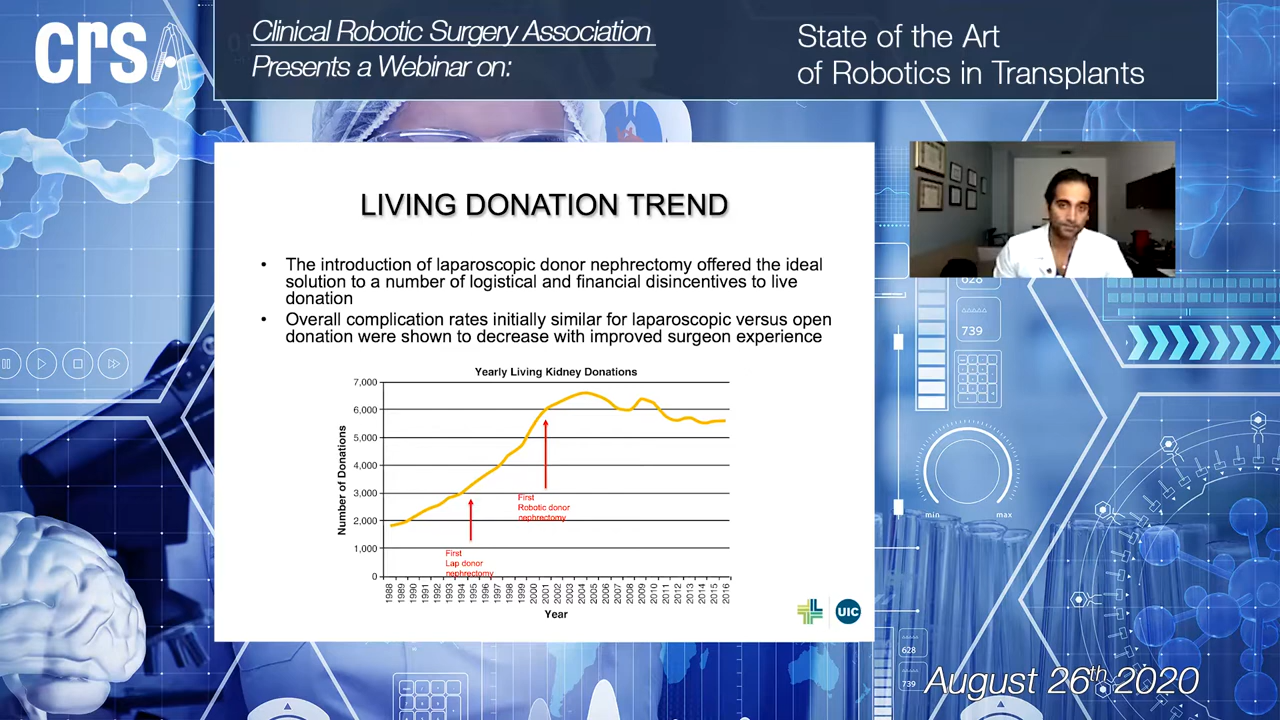 crsa
Clinical Robotic Surgery Association
Presents a Webinar on:
State of the Art
of Robotics in Transplants
LIVING DONATION TREND
• The introduction of laparoscopic donor nephrectomy offered the ideal
solution to a number of logistical and financial disincentives to live
donation
• Overall complication rates initially similar for laparoscopic versus open
donation were shown to decrease with improved surgeon experience
Yearly Living Kidney Donations
Number of Donations
7,000
6,000
5,000
4,000
3,000
2,000
1,000
0
First
Robotic donor
nephrectomy
First
Lap donor
nephrectomy
1988 1989 1990 1991 1992 1993 1994 1995 1996 1997 1998 1999 2000 2001 2002 2003 2004 2005 2006 2007 2008 2009 2010 2011 2012 2013 2014 2015 2016
Year
UIC
628
739
min max
628
739
August 26th 2020